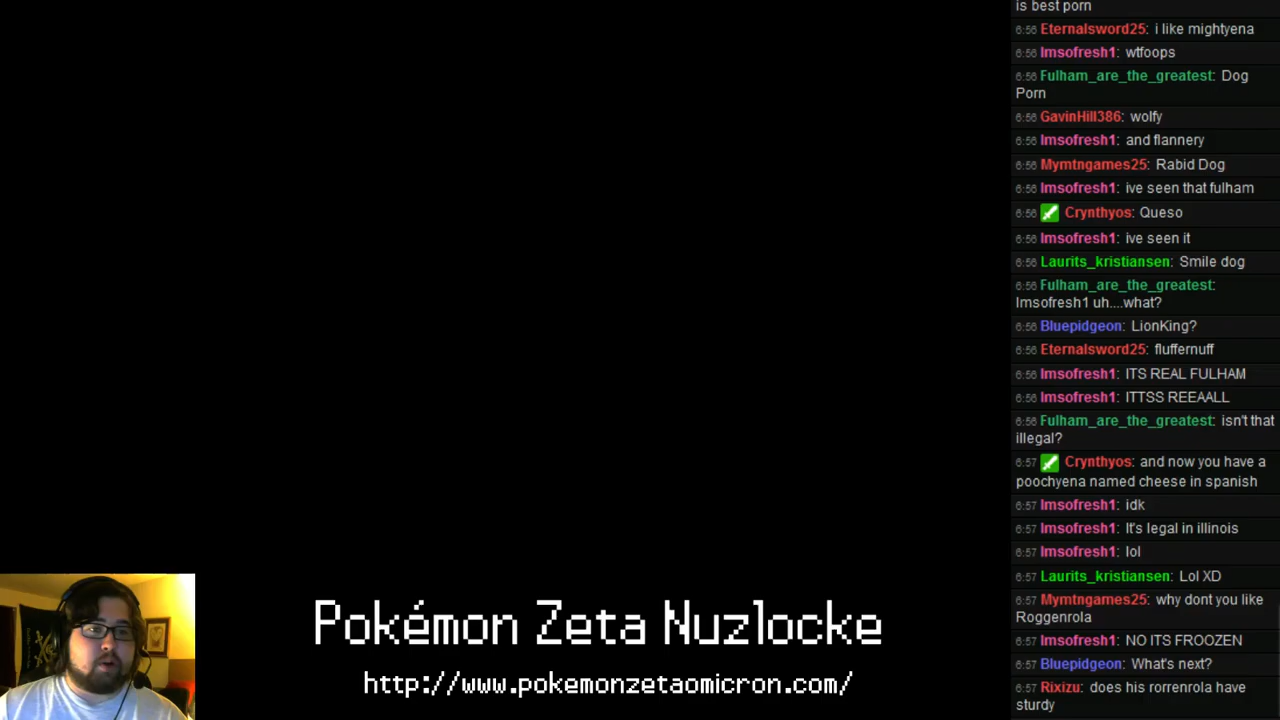 is best porn
6:56 Eternalsword25: i like mightyena
6:56 Imsofresh1: wtfoops
6:56 Fulham_are_the_greatest: Dog
Porn
6:56 GavinHill386: wolfy
6:56 Imsofresh1: and flannery
6:56 Mymtngames25: Rabid Dog
6:56 Imsofresh1: ive seen that fulham
6:56 Crynthyos: Queso
6:56 Imsofresh1: ive seen it
6:56 Laurits_kristiansen: Smile dog
6:56 Fulham_are_the_greatest:
Imsofresh1 uh....what?
6:56 Bluepidgeon: LionKing?
6:56 Eternalsword25: fluffernuff
6:56 Imsofresh1: ITS REAL FULHAM
6:56 Imsofresh1: ITTSS REEAALL
6:56 Fulham_are_the_greatest: isn't that
illegal?
6:57 Crynthyos: and now you have a
poochyena named cheese in spanish
6:57 Imsofresh1: idk
6:57 Imsofresh1: It's legal in illinois
6:57 Imsofresh1: lol
6:57 Laurits_kristiansen: Lol XD
6:57 Mymtngames25: why dont you like
Roggenrola
6:57 Imsofresh1: NO ITS FROOZEN
6:57 Bluepidgeon: What's next?
6:57 Rixizu: does his rorrenrola have
sturdy
Pokémon Zeta Nuzlocke
http://www.pokemonzetaomicron.com/